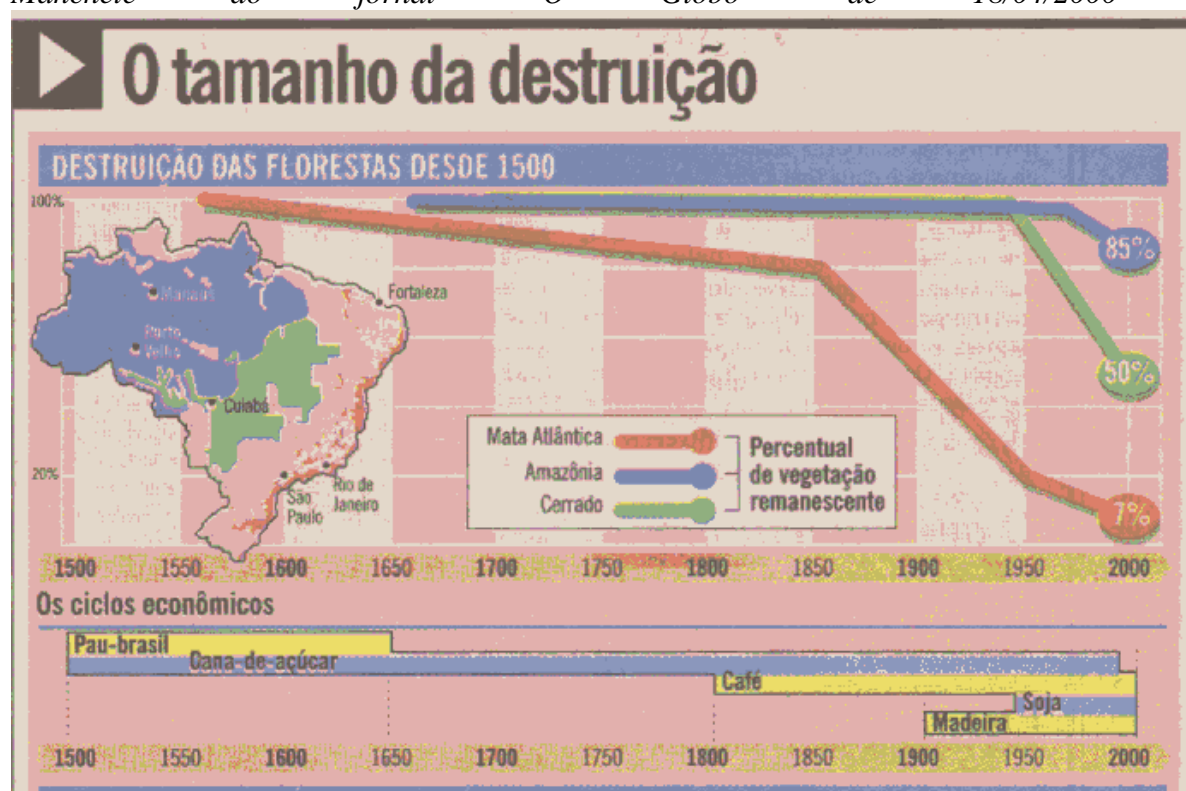 Manchete do jornal O Globo de 18/04/2000
O tamanho da destruição
DESTRUIÇÃO DAS FLORESTAS DESDE 1500
100%
85%
Manaus
Fortaleza
Porto
Velho
50%
Cuiabá
Mata Atlântica
Amazônia
Cerrado
Percentual
de vegetação
remanescente
20%
São
Paulo
Rio de
Janeiro
7%
1500 1550 1600 1650 1700 1750 1800 1850 1900 1950 2000
Os ciclos econômicos
Pau-brasil
Cana-de-açúcar
Café
Soja
Madeira
1500 1550 1600 1650 1700 1750 1800 1850 1900 1950 2000